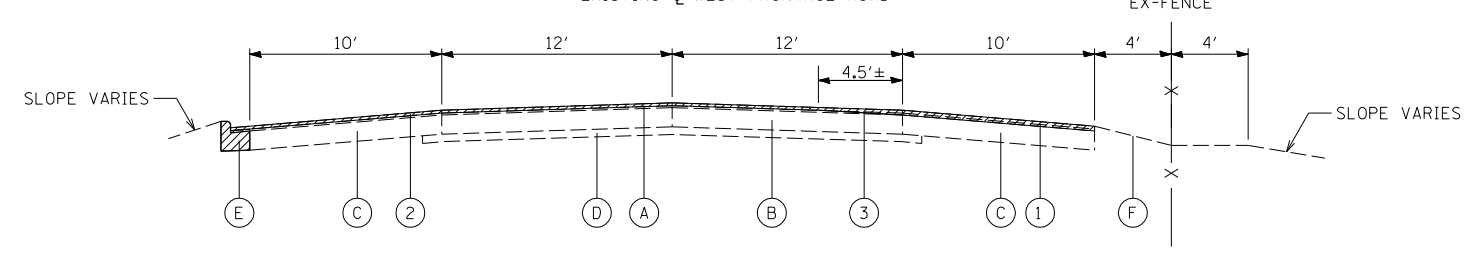 EX-FENCE
10' 12' 12' 10' 4' 4'
4.5'±
SLOPE VARIES
SLOPE VARIES
E C 2 D A B 3 C 1 F
X
X